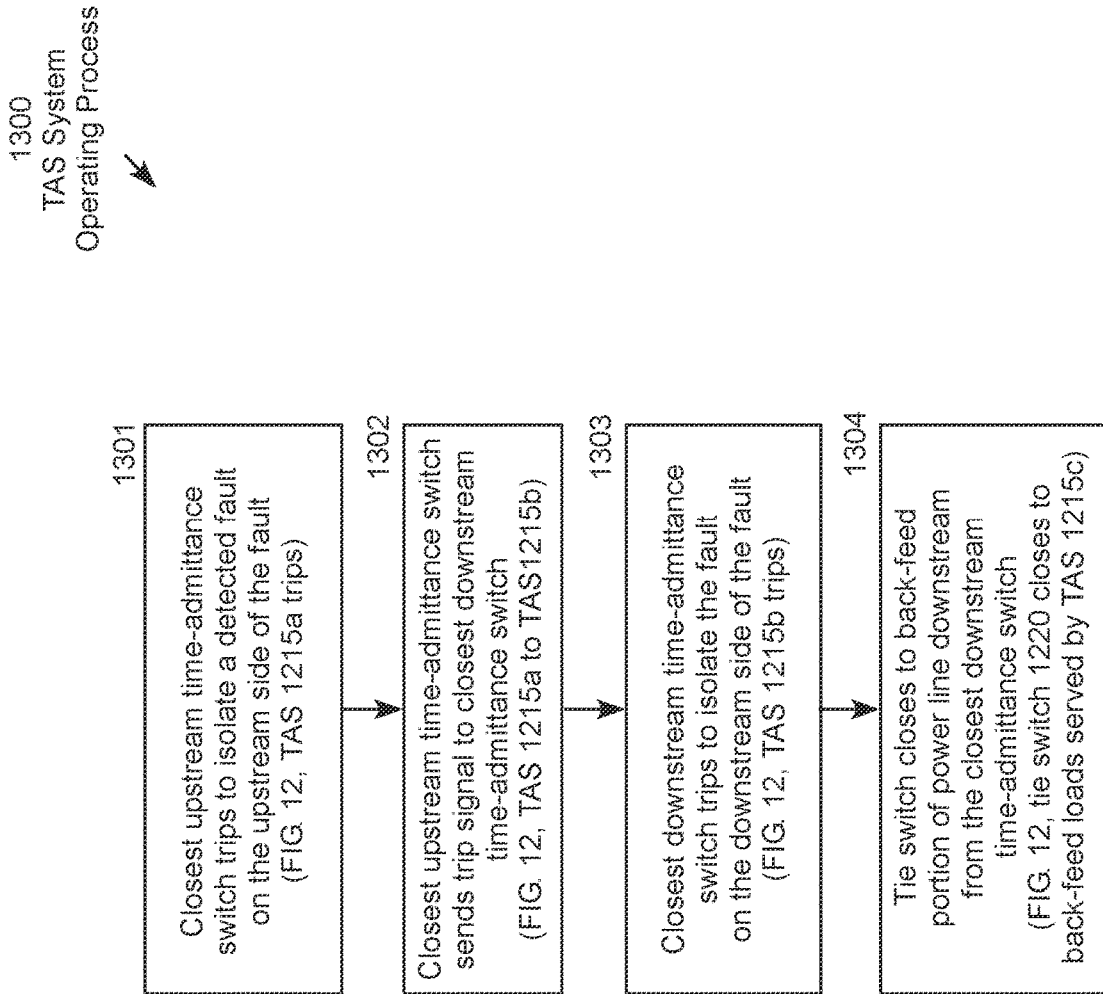 1300
TAS System
Operating Process
1301
Closest upstream time-admittance
switch trips to isolate a detected fault
on the upstream side of the fault
(FIG. 12, TAS 1215a trips)
1302
Closest upstream time-admittance switch
sends trip signal to closest downstream
time-admittance switch
(FIG. 12, TAS 1215a to TAS1215b)
1303
Closest downstream time-admittance
switch trips to isolate the fault
on the downstream side of the fault
(FIG. 12, TAS 1215b trips)
1304
Tie switch closes to back-feed
portion of power line downstream
from the closest downstream
time-admittance switch
(FIG. 12, tie switch 1220 closes to
back-feed loads served by TAS 1215c)